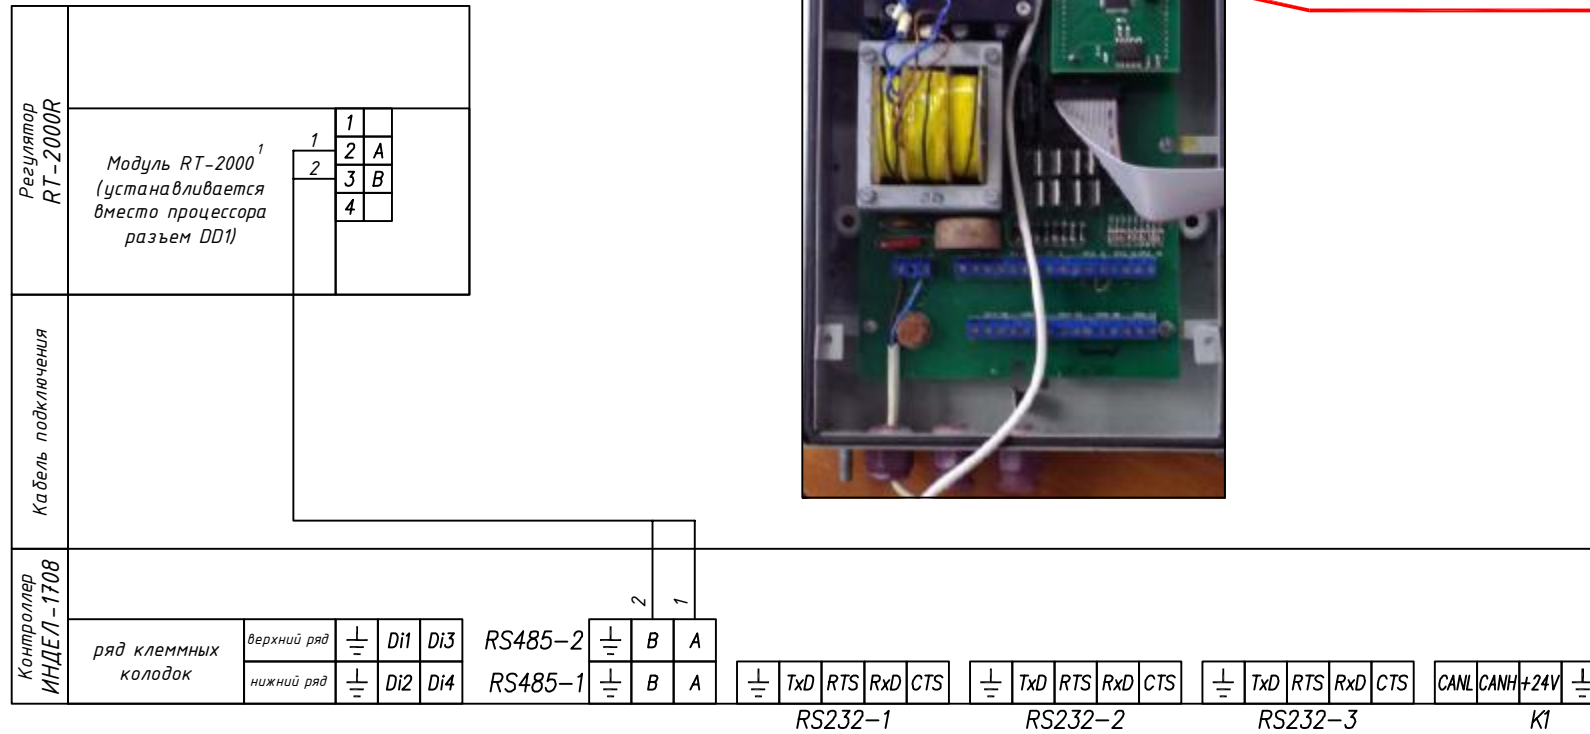 Регулятор
RT-2000R
Модуль RT-2000 1
(устанавливается
вместо процессора
разъем DD1)
1
2
1
2 A
3 B
4
Кабель подключения
2 1
Контроллер
ИНДЕЛ-1708
ряд клеммных
колодок
верхний ряд Di1 Di3 RS485-2 B A
нижний ряд Di2 Di4 RS485-1 B A
TxD RTS RxD CTS TxD RTS RxD CTS TxD RTS RxD CTS CANL CANH +24V
RS232-1 RS232-2 RS232-3 K1